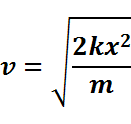 v = √(2kx²/m)